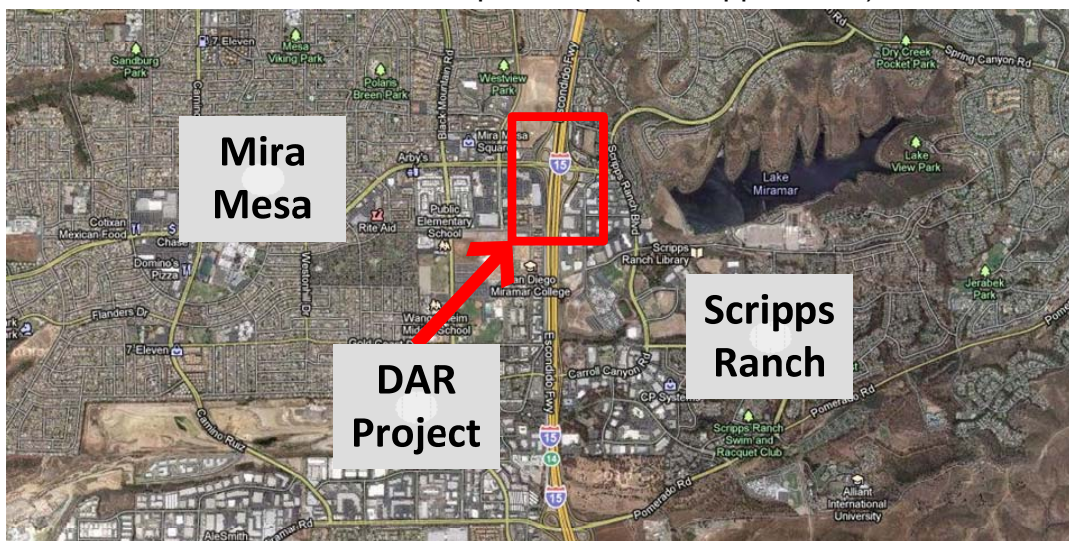 7 Eleven
Mesa
Viking Park
Sandburg
Park
Polaris
Breen Park
Westview
Park
Black Mountain Rd
Escondido Fwy
Dry Creek
Pocket Park
Spring Canyon Rd
Mira
Mesa
Mira Mesa
Square
Arby's
15
Scripps Ranch Blvd
Lake
Miramar
Lake
View Park
Public
Elementary
School
Rite Aid
Cotixan
Mexican Food
$
Chase
Domino's
Pizza
Westonhill Dr
Scripps
Ranch Library
San Diego
Miramar College
Jerabek
Park
Flanders Dr
Scripps
Ranch
Wangenheim
Middle School
7 Eleven
DAR
Project
Escondido Fwy
Carroll Canyon Rd
CP Systems
Pomerado Rd
Camino Ruiz
Scripps Ranch
Swim and
Racquet Club
15
14
15
Pomerado Rd
Alliant
International
University
AleSmith